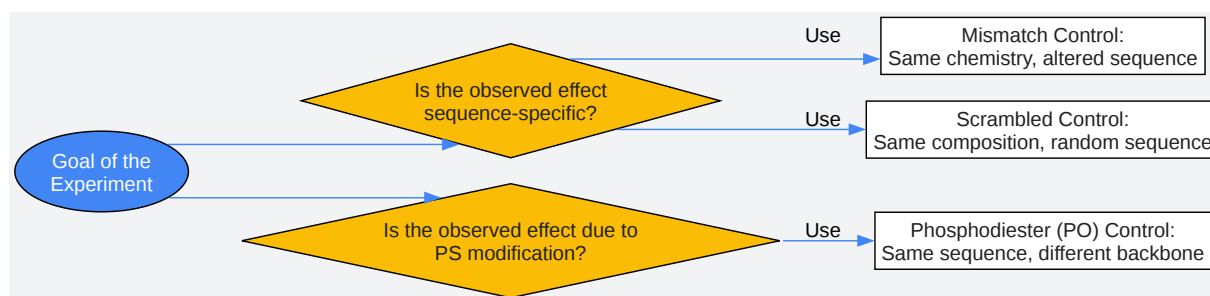 Goal of the
Experiment
Is the observed effect
sequence-specific?
Use
Mismatch Control:
Same chemistry, altered sequence
Use
Scrambled Control:
Same composition, random sequence
Is the observed effect due to
PS modification?
Use
Phosphodiester (PO) Control:
Same sequence, different backbone